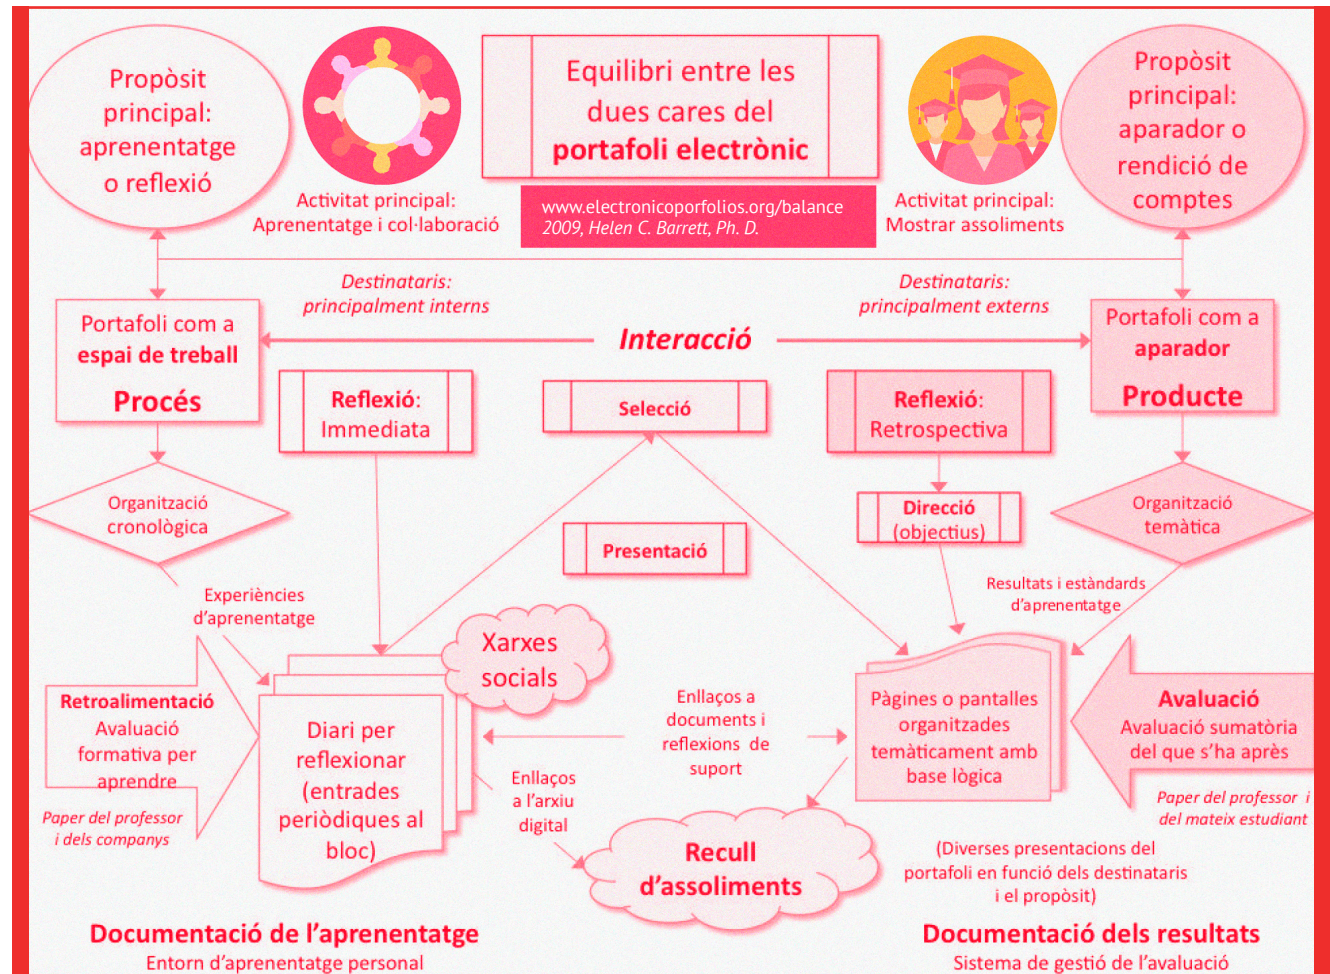 Propòsit
principal:
aprenentatge
o reflexió
Activitat principal:
Aprenentatge i col·laboració
Equilibri entre les
dues cares del
portafoli electrònic
www.electronicoporfolios.org/balance
2009, Helen C. Barrett, Ph. D.
Activitat principal:
Mostrar assoliments
Propòsit
principal:
aparador o
rendició de
comptes
Destinataris:
principalment interns
Destinataris:
principalment externs
Portafoli com a
espai de treball
Procés
Interacció
Portafoli com a
aparador
Producte
Reflexió:
Immediata
Selecció
Reflexió:
Retrospectiva
Organització
cronològica
Presentació
Direcció
(objectius)
Organització
temàtica
Experiències
d’aprenentatge
Resultats i estàndards
d’aprenentatge
Xarxes
socials
Retroalimentació
Avaluació
formativa per
aprendre
Paper del professor
i dels companys
Diari per
reflexionar
(entrades
periòdiques al
bloc)
Enllaços a
documents i
reflexions de
suport
Enllaços
a l’arxiu
digital
Pàgines o pantalles
organitzades
temàticament amb
base lògica
Avaluació
Avaluació sumatòria
del que s’ha après
Paper del professor i
del mateix estudiant
Recull
d’assoliments
(Diverses presentacions del
portafoli en funció dels destinataris
i el propòsit)
Documentació de l’aprenentatge
Entorn d’aprenentatge personal
Documentació dels resultats
Sistema de gestió de l’avaluació